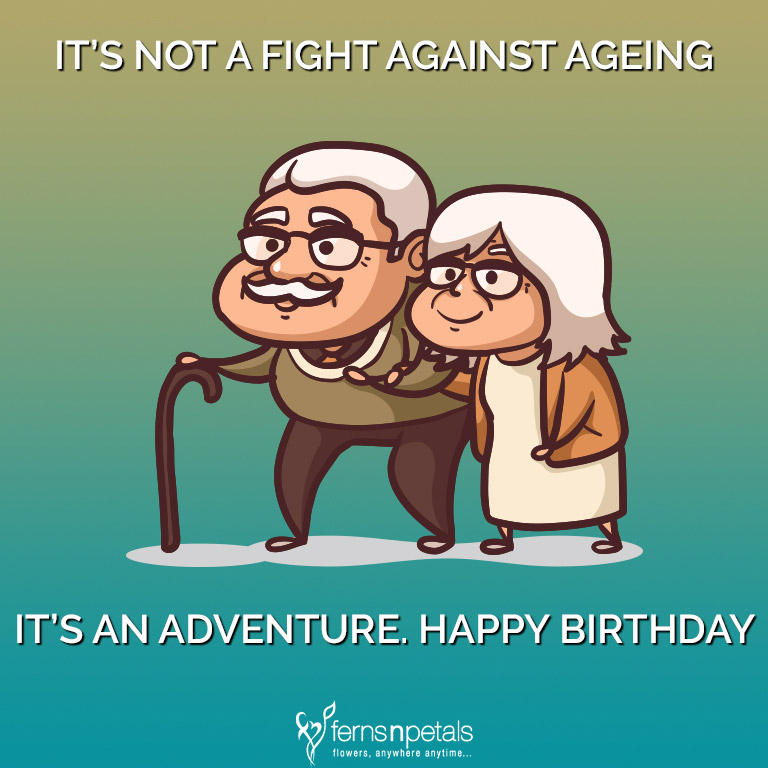 IT'S NOT A FIGHT AGAINST AGEING
IT'S AN ADVENTURE. HAPPY BIRTHDAY
fernsnpetals
flowers, anywhere anytime...